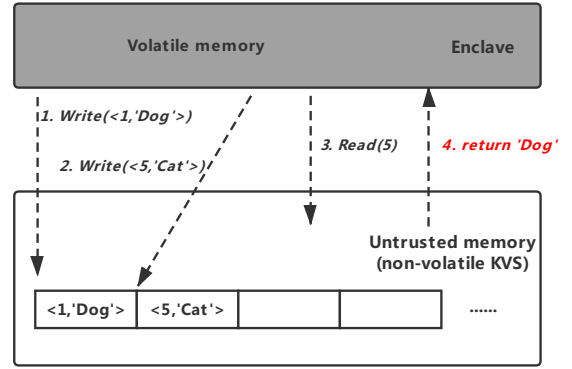 Volatile memory
Enclave
1. Write(<1,'Dog'>)
2. Write(<5,'Cat'>)
3. Read(5)
4. return 'Dog'
Untrusted memory
(non-volatile KVS)
<1,'Dog'>
<5,'Cat'>
......